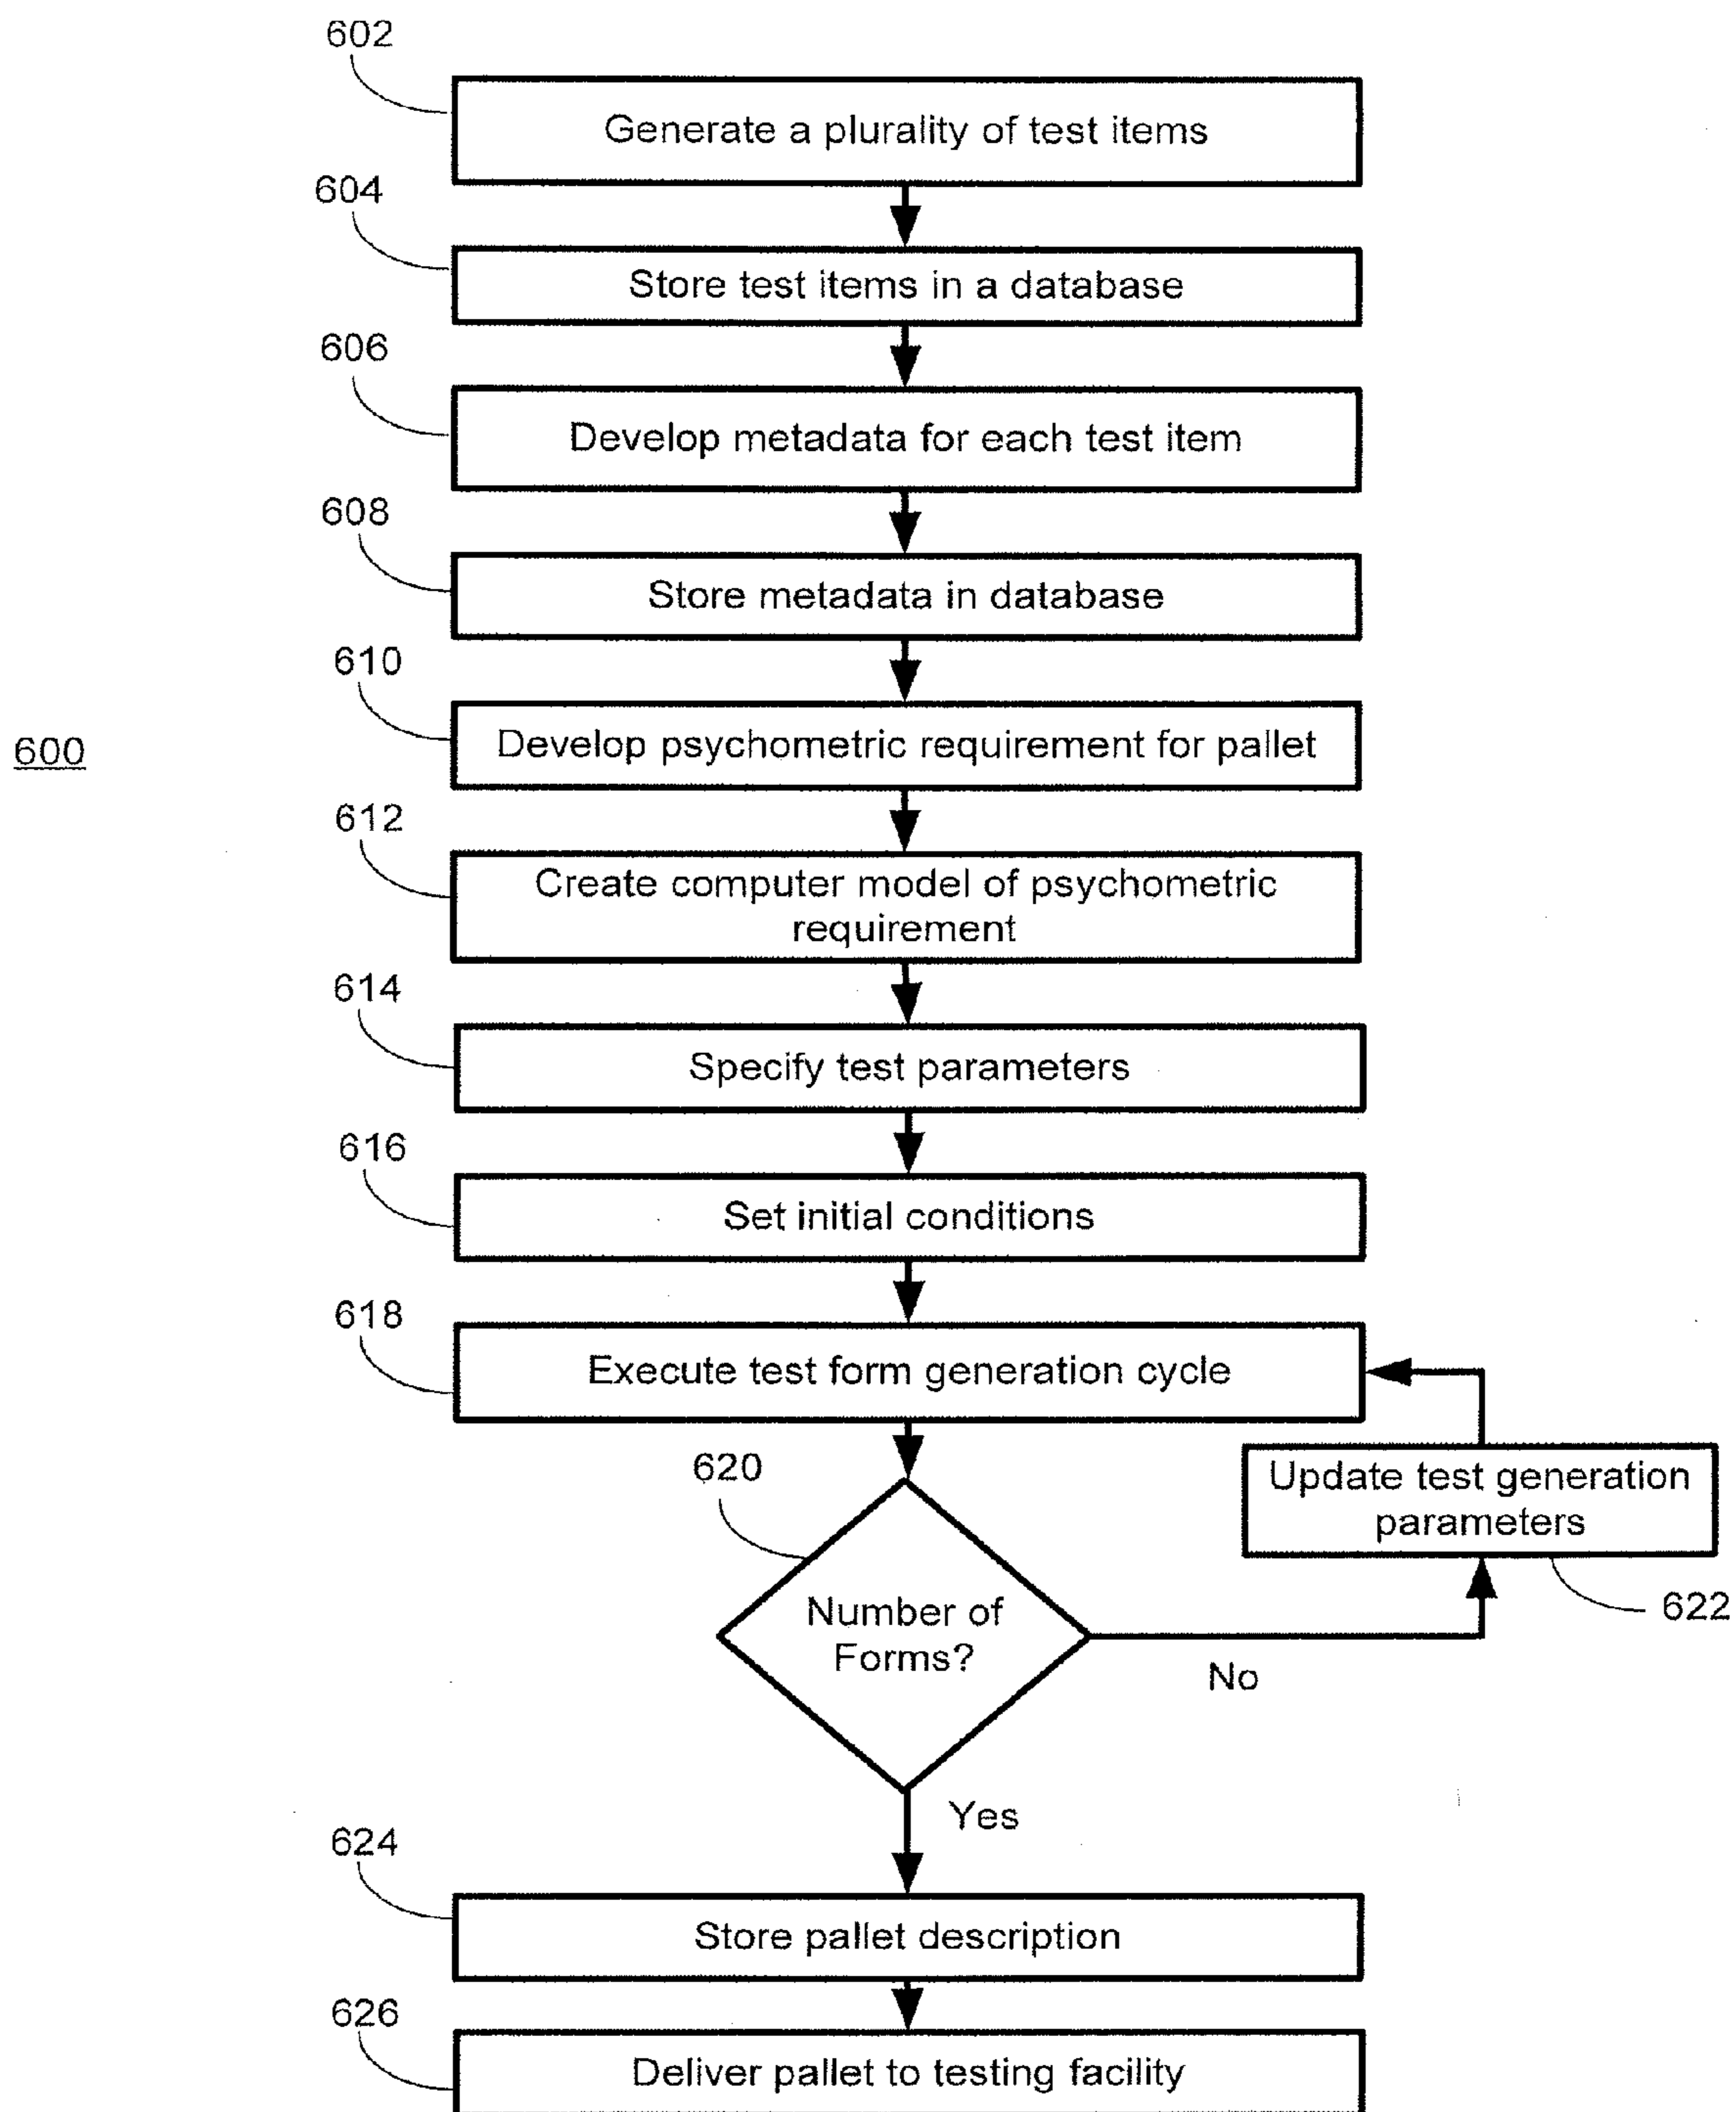 602
Generate a plurality of test items
604
Store test items in a database
606
Develop metadata for each test item
608
Store metadata in database
610
Develop psychometric requirement for pallet
600
612
Create computer model of psychometric
requirement
614
Specify test parameters
616
Set initial conditions
618
Execute test form generation cycle
620
Update test generation
parameters
622
Number of
Forms?
No
Yes
624
Store pallet description
626
Deliver pallet to testing facility